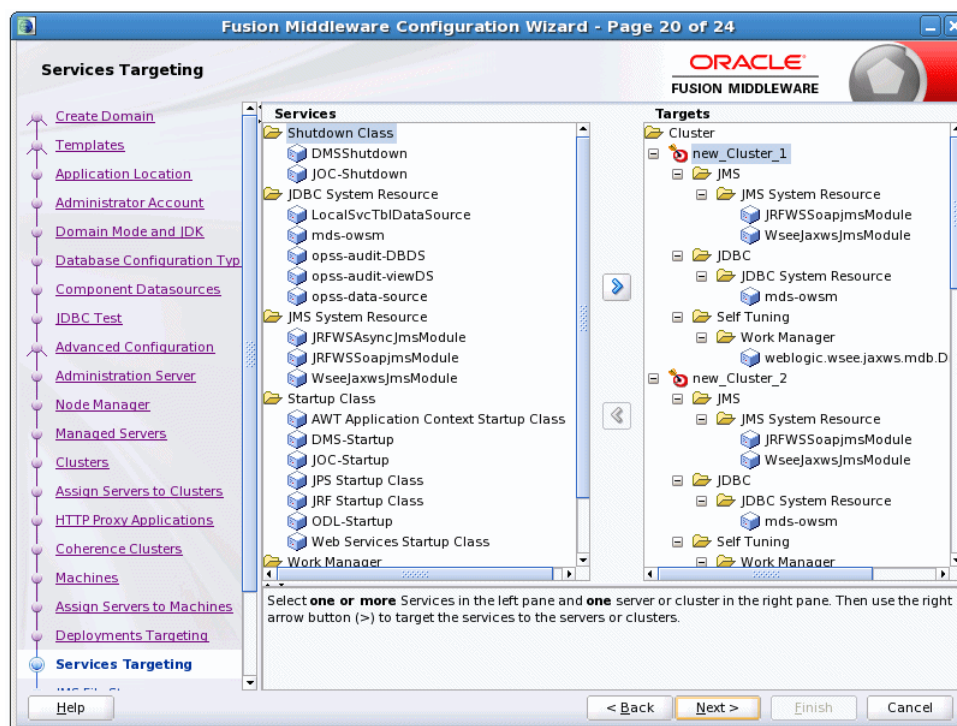 Fusion Middleware Configuration Wizard - Page 20 of 24
Services Targeting
ORACLE
FUSION MIDDLEWARE
Create Domain
Templates
Application Location
Administrator Account
Domain Mode and JDK
Database Configuration Typ
Component Datasources
JDBC Test
Advanced Configuration
Administration Server
Node Manager
Managed Servers
Clusters
Assign Servers to Clusters
HTTP Proxy Applications
Coherence Clusters
Machines
Assign Servers to Machines
Deployments Targeting
Services Targeting
Services
Shutdown Class
DMSShutdown
JOC-Shutdown
JDBC System Resource
LocalSvcTblDataSource
mds-owsm
opss-audit-DBDS
opss-audit-viewDS
opss-data-source
JMS System Resource
JRFWSAsyncJmsModule
JRFWSSoapjmsModule
WseeJaxwsJmsModule
Startup Class
AWT Application Context Startup Class
DMS-Startup
JOC-Startup
JPS Startup Class
JRF Startup Class
ODL-Startup
Web Services Startup Class
Work Manager
Targets
Cluster
new_Cluster_1
JMS
JMS System Resource
JRFWSSoapjmsModule
WseeJaxwsJmsModule
JDBC
JDBC System Resource
mds-owsm
Self Tuning
Work Manager
weblogic.wsee.jaxws.mdb.D
new_Cluster_2
JMS
JMS System Resource
JRFWSSoapjmsModule
WseeJaxwsJmsModule
JDBC
JDBC System Resource
mds-owsm
Self Tuning
Work Manager
Select one or more Services in the left pane and one server or cluster in the right pane. Then use the right
arrow button (>) to target the services to the servers or clusters.
Help
< Back
Next >
Finish
Cancel